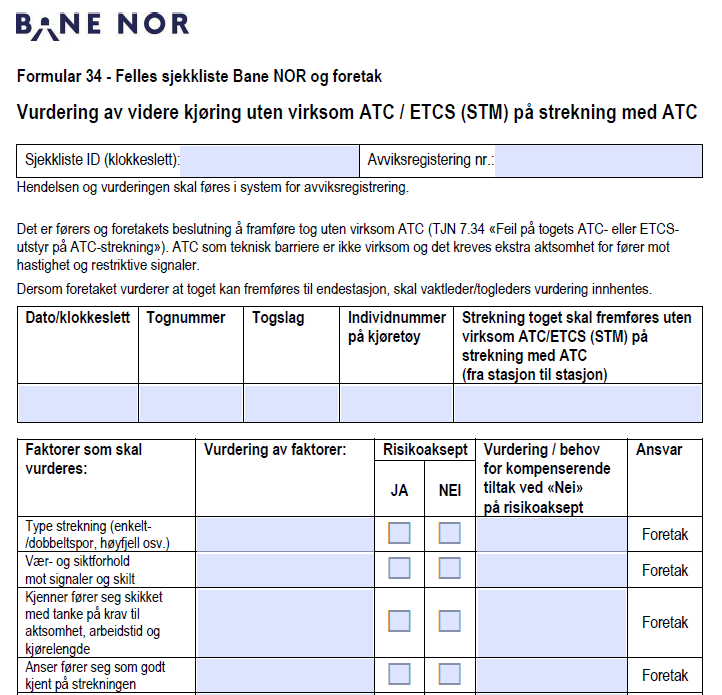 BANE NOR
Formular 34 - Felles sjekkliste Bane NOR og foretak
Vurdering av videre kjøring uten virksom ATC / ETCS (STM) på strekning med ATC
Sjekkliste ID (klokkeslett):
Avviksregistering nr.:
Hendelsen og vurderingen skal føres i system for avviksregistrering.
Det er førers og foretakets beslutning å framføre tog uten virksom ATC (TJN 7.34 «Feil på togets ATC- eller ETCS-
utstyr på ATC-strekning»). ATC som teknisk barriere er ikke virksom og det kreves ekstra aktsomhet for fører mot
hastighet og restriktive signaler.
Dersom foretaket vurderer at toget kan fremføres til endestasjon, skal vaktleder/togleders vurdering innhentes.
Dato/klokkeslett
Tognummer
Togslag
Individnummer
på kjøretøy
Strekning toget skal fremføres uten
virksom ATC/ETCS (STM) på
strekning med ATC
(fra stasjon til stasjon)
Faktorer som skal
vurderes:
Vurdering av faktorer:
Risikoaksept
JA
NEI
Vurdering / behov
for kompenserende
tiltak ved «Nei»
på risikoaksept
Ansvar
Type strekning (enkelt-
/dobbeltspor, høyfjell osv.)
Foretak
Vær- og siktforhold
mot signaler og skilt
Foretak
Kjenner fører seg skikket
med tanke på krav til
aktsomhet, arbeidstid og
kjørelengde
Foretak
Anser fører seg som godt
kjent på strekningen
Foretak